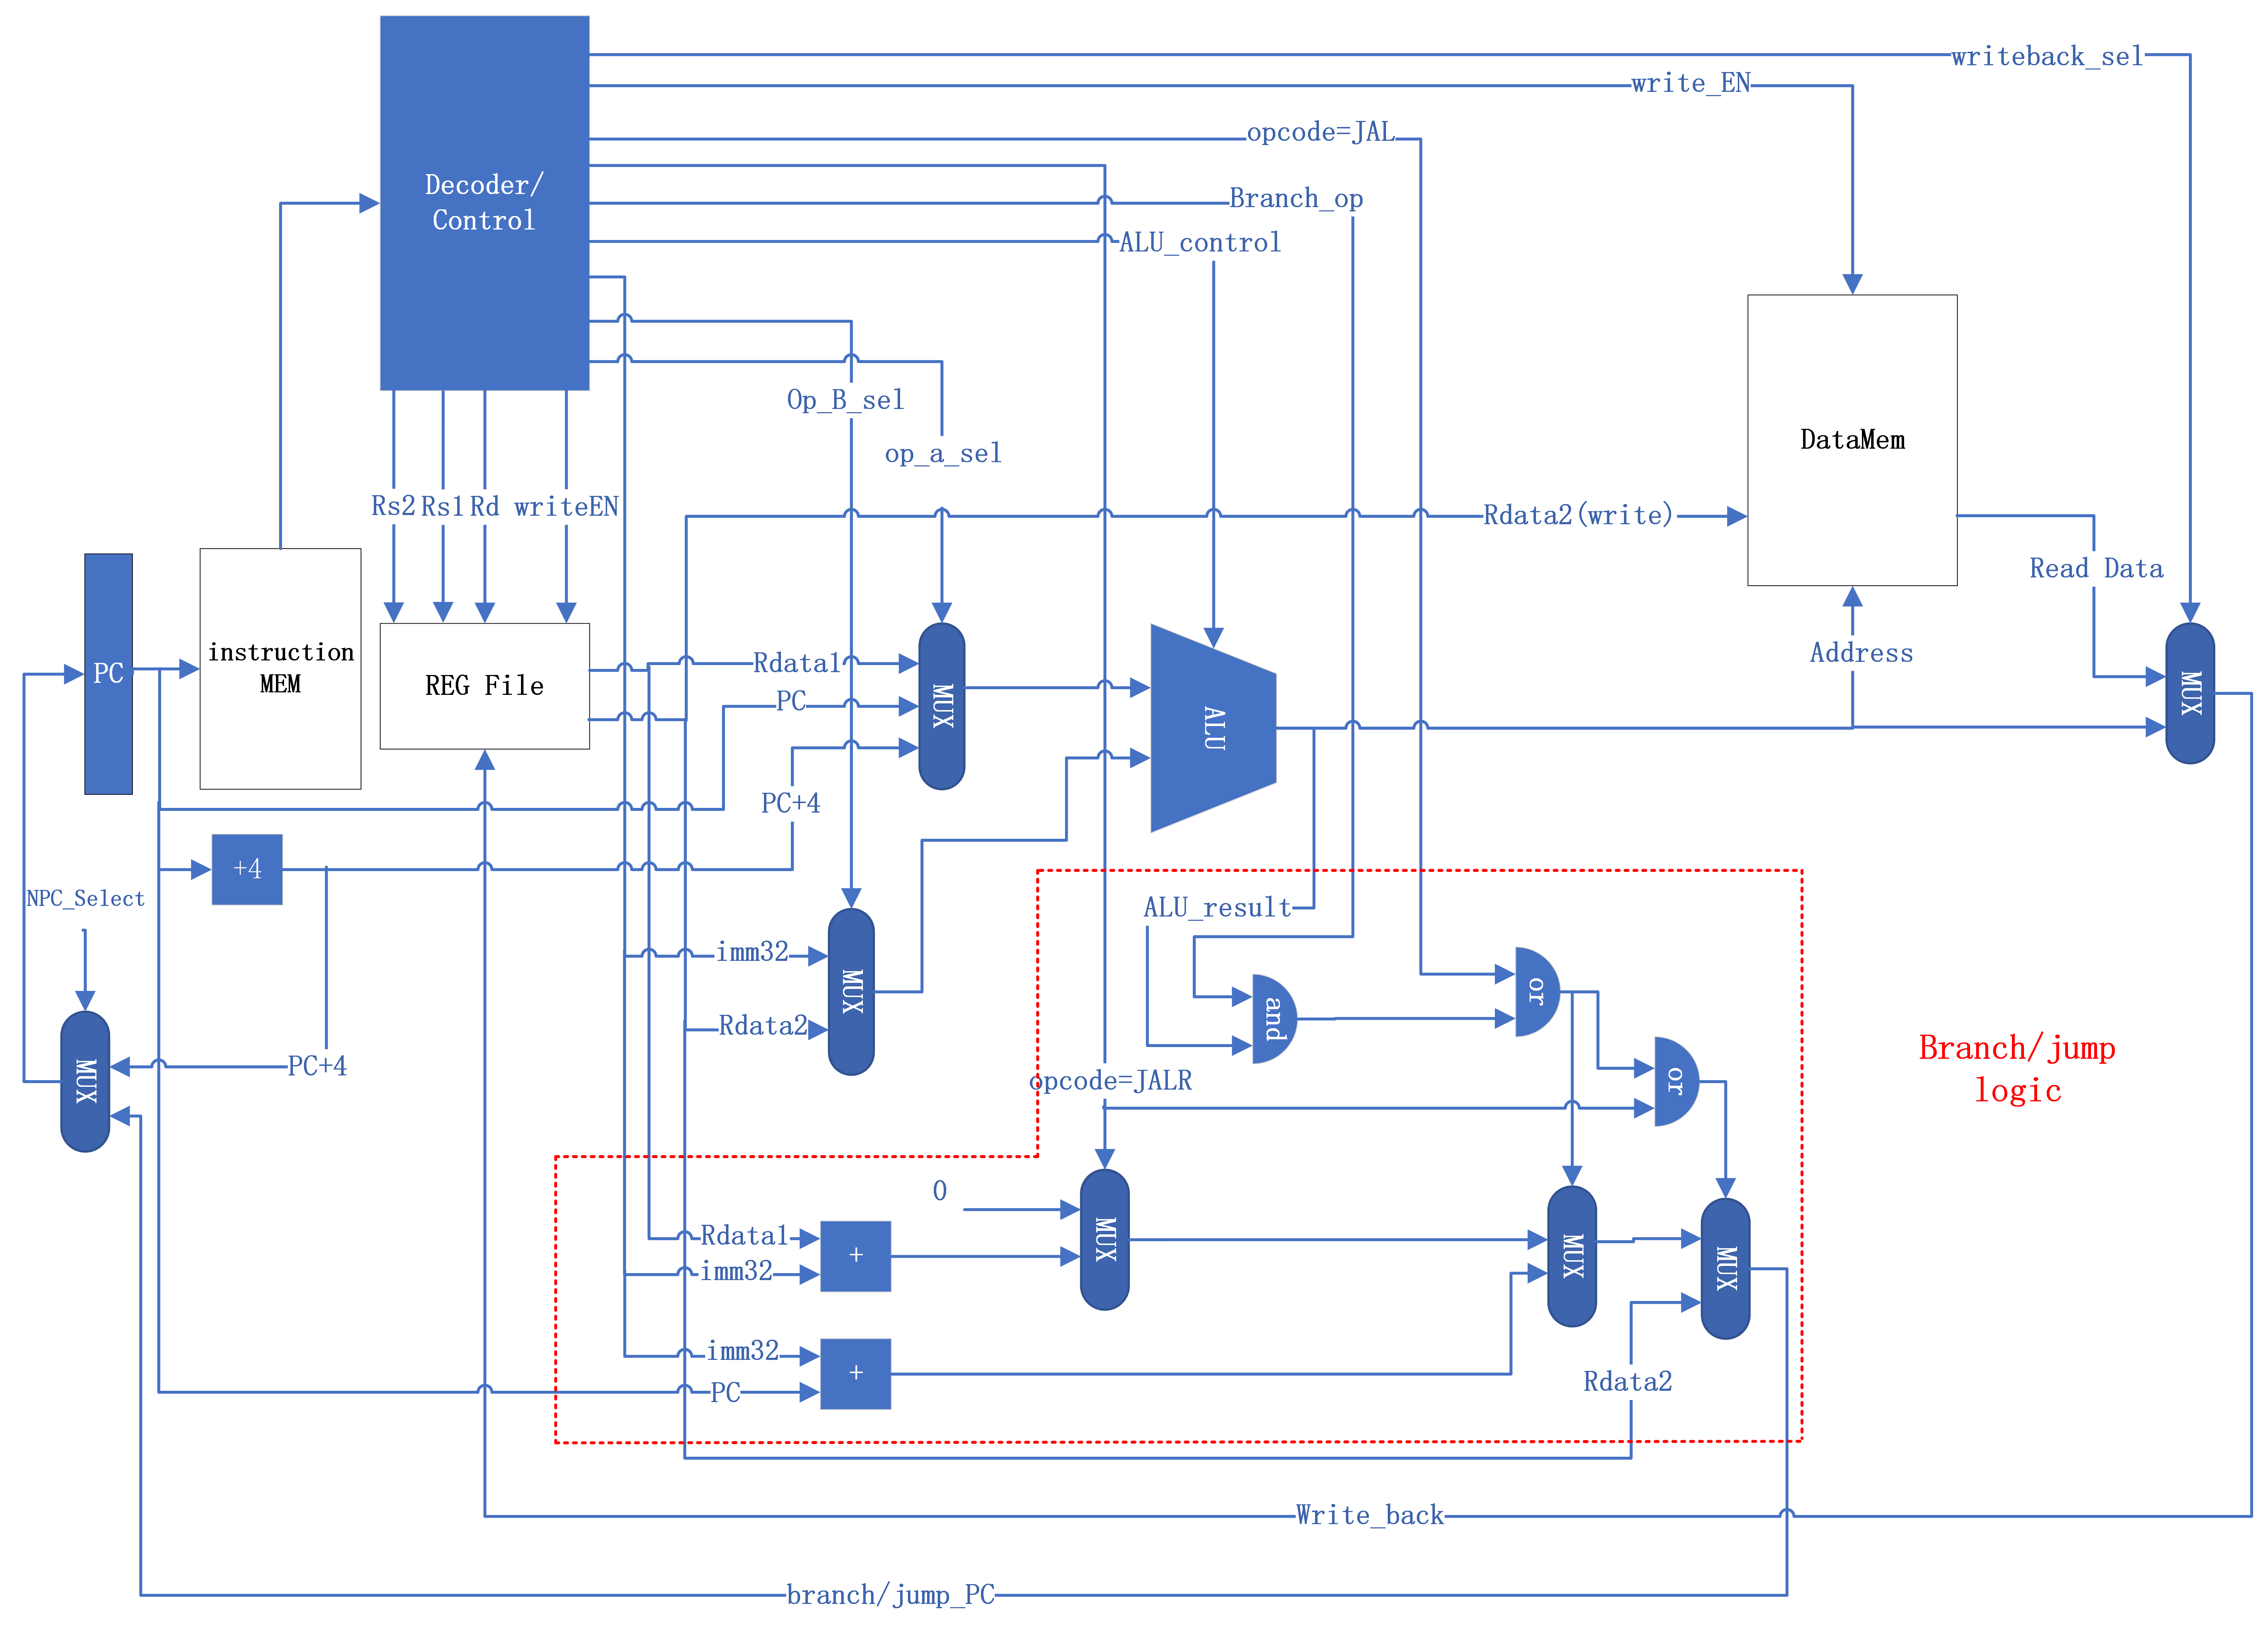 writeback_sel
write_EN
opcode=JAL
Decoder/
Control
Branch_op
ALU_control
Op_B_sel
op_a_sel
DataMem
Rs2
Rs1
Rd
writeEN
Rdata2(write)
Read Data
instruction
MEM
PC
REG File
Rdata1
PC
MUX
ALU
Address
MUX
PC+4
+4
NPC_Select
ALU_result
imm32
MUX
Rdata2
and
or
or
Branch/jump
logic
PC+4
MUX
opcode=JALR
0
Rdata1
+
imm32
MUX
MUX
MUX
imm32
+
PC
Rdata2
Write_back
branch/jump_PC